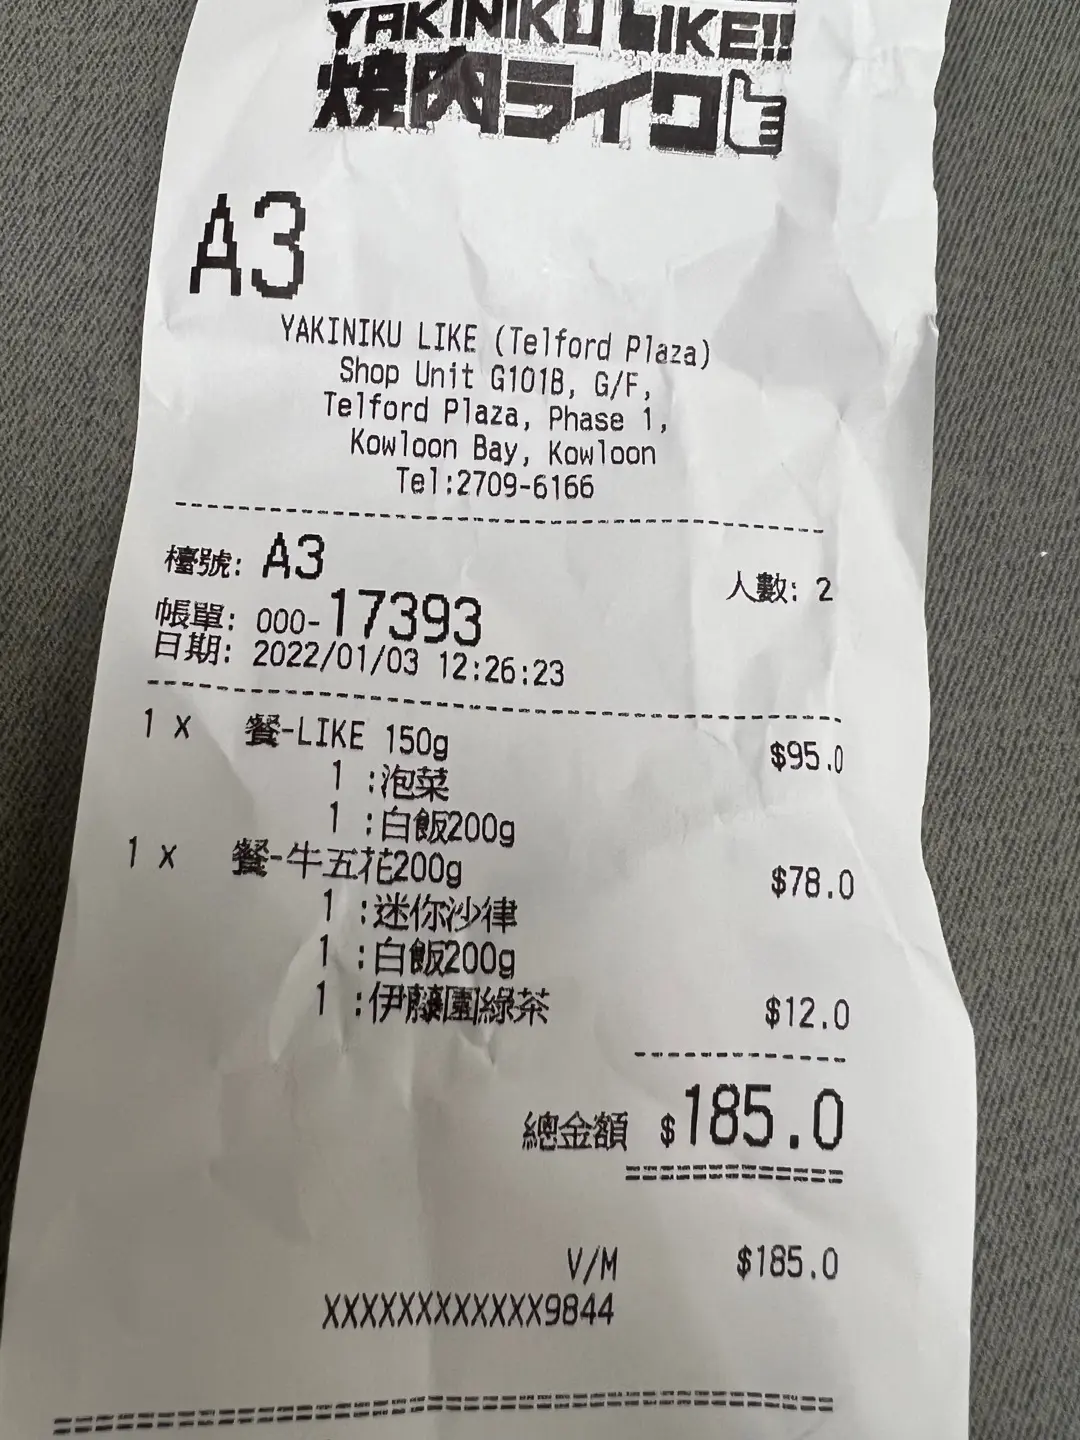 YAKINIKU LIKE!!
焼肉ライク
A3
YAKINIKU LIKE (Telford Plaza)
Shop Unit G101B, G/F,
Telford Plaza, Phase 1,
Kowloon Bay, Kowloon
Tel:2709-6166
檯號: A3 人數: 2
帳單: 000-17393
日期: 2022/01/03 12:26:23
1 x 餐-LIKE 150g $95.0
1 :泡菜
1 :白飯200g
1 x 餐-牛五花200g $78.0
1 :迷你沙律
1 :白飯200g
1 :伊藤園綠茶 $12.0
總金額 $185.0
V/M $185.0
XXXXXXXXXXXX9844